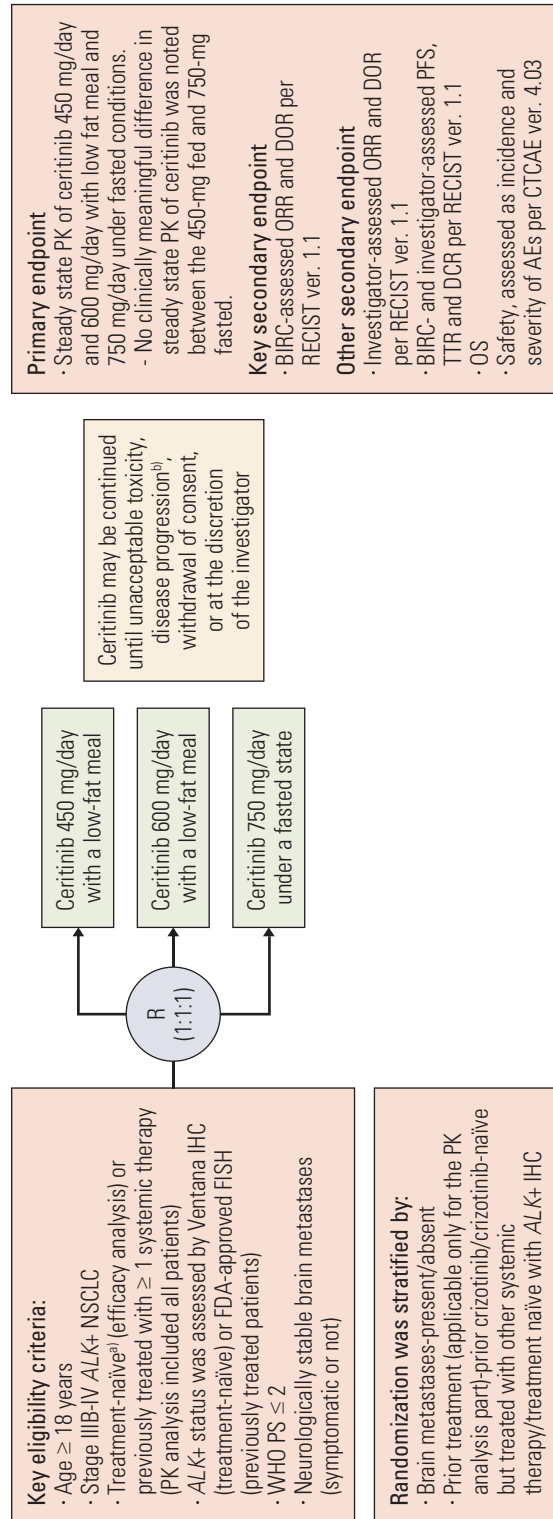 Key eligibility criteria:
· Age ≥ 18 years
· Stage IIIB-IV ALK+ NSCLC
· Treatment-naïveᵃ⁾ (efficacy analysis) or
previously treated with ≥ 1 systemic therapy
(PK analysis included all patients)
· ALK+ status was assessed by Ventana IHC
(treatment-naïve) or FDA-approved FISH
(previously treated patients)
· WHO PS ≤ 2
· Neurologically stable brain metastases
(symptomatic or not)
Randomization was stratified by:
· Brain metastases-present/absent
· Prior treatment (applicable only for the PK
analysis part)-prior crizotinib/crizotinib-naïve
but treated with other systemic
therapy/treatment naïve with ALK+ IHC
R
(1:1:1)
Ceritinib 450 mg/day
with a low-fat meal
Ceritinib 600 mg/day
with a low-fat meal
Ceritinib 750 mg/day
under a fasted state
Ceritinib may be continued
until unacceptable toxicity,
disease progressionᵇ⁾,
withdrawal of consent,
or at the discretion
of the investigator
Primary endpoint
· Steady state PK of ceritinib 450 mg/day
and 600 mg/day with low fat meal and
750 mg/day under fasted conditions.
- No clinically meaningful difference in
steady state PK of ceritinib was noted
between the 450-mg fed and 750-mg
fasted.
Key secondary endpoint
· BIRC-assessed ORR and DOR per
RECIST ver. 1.1
Other secondary endpoint
· Investigator-assessed ORR and DOR
per RECIST ver. 1.1
· BIRC- and investigator-assessed PFS,
TTR and DCR per RECIST ver. 1.1
· OS
· Safety, assessed as incidence and
severity of AEs per CTCAE ver. 4.03